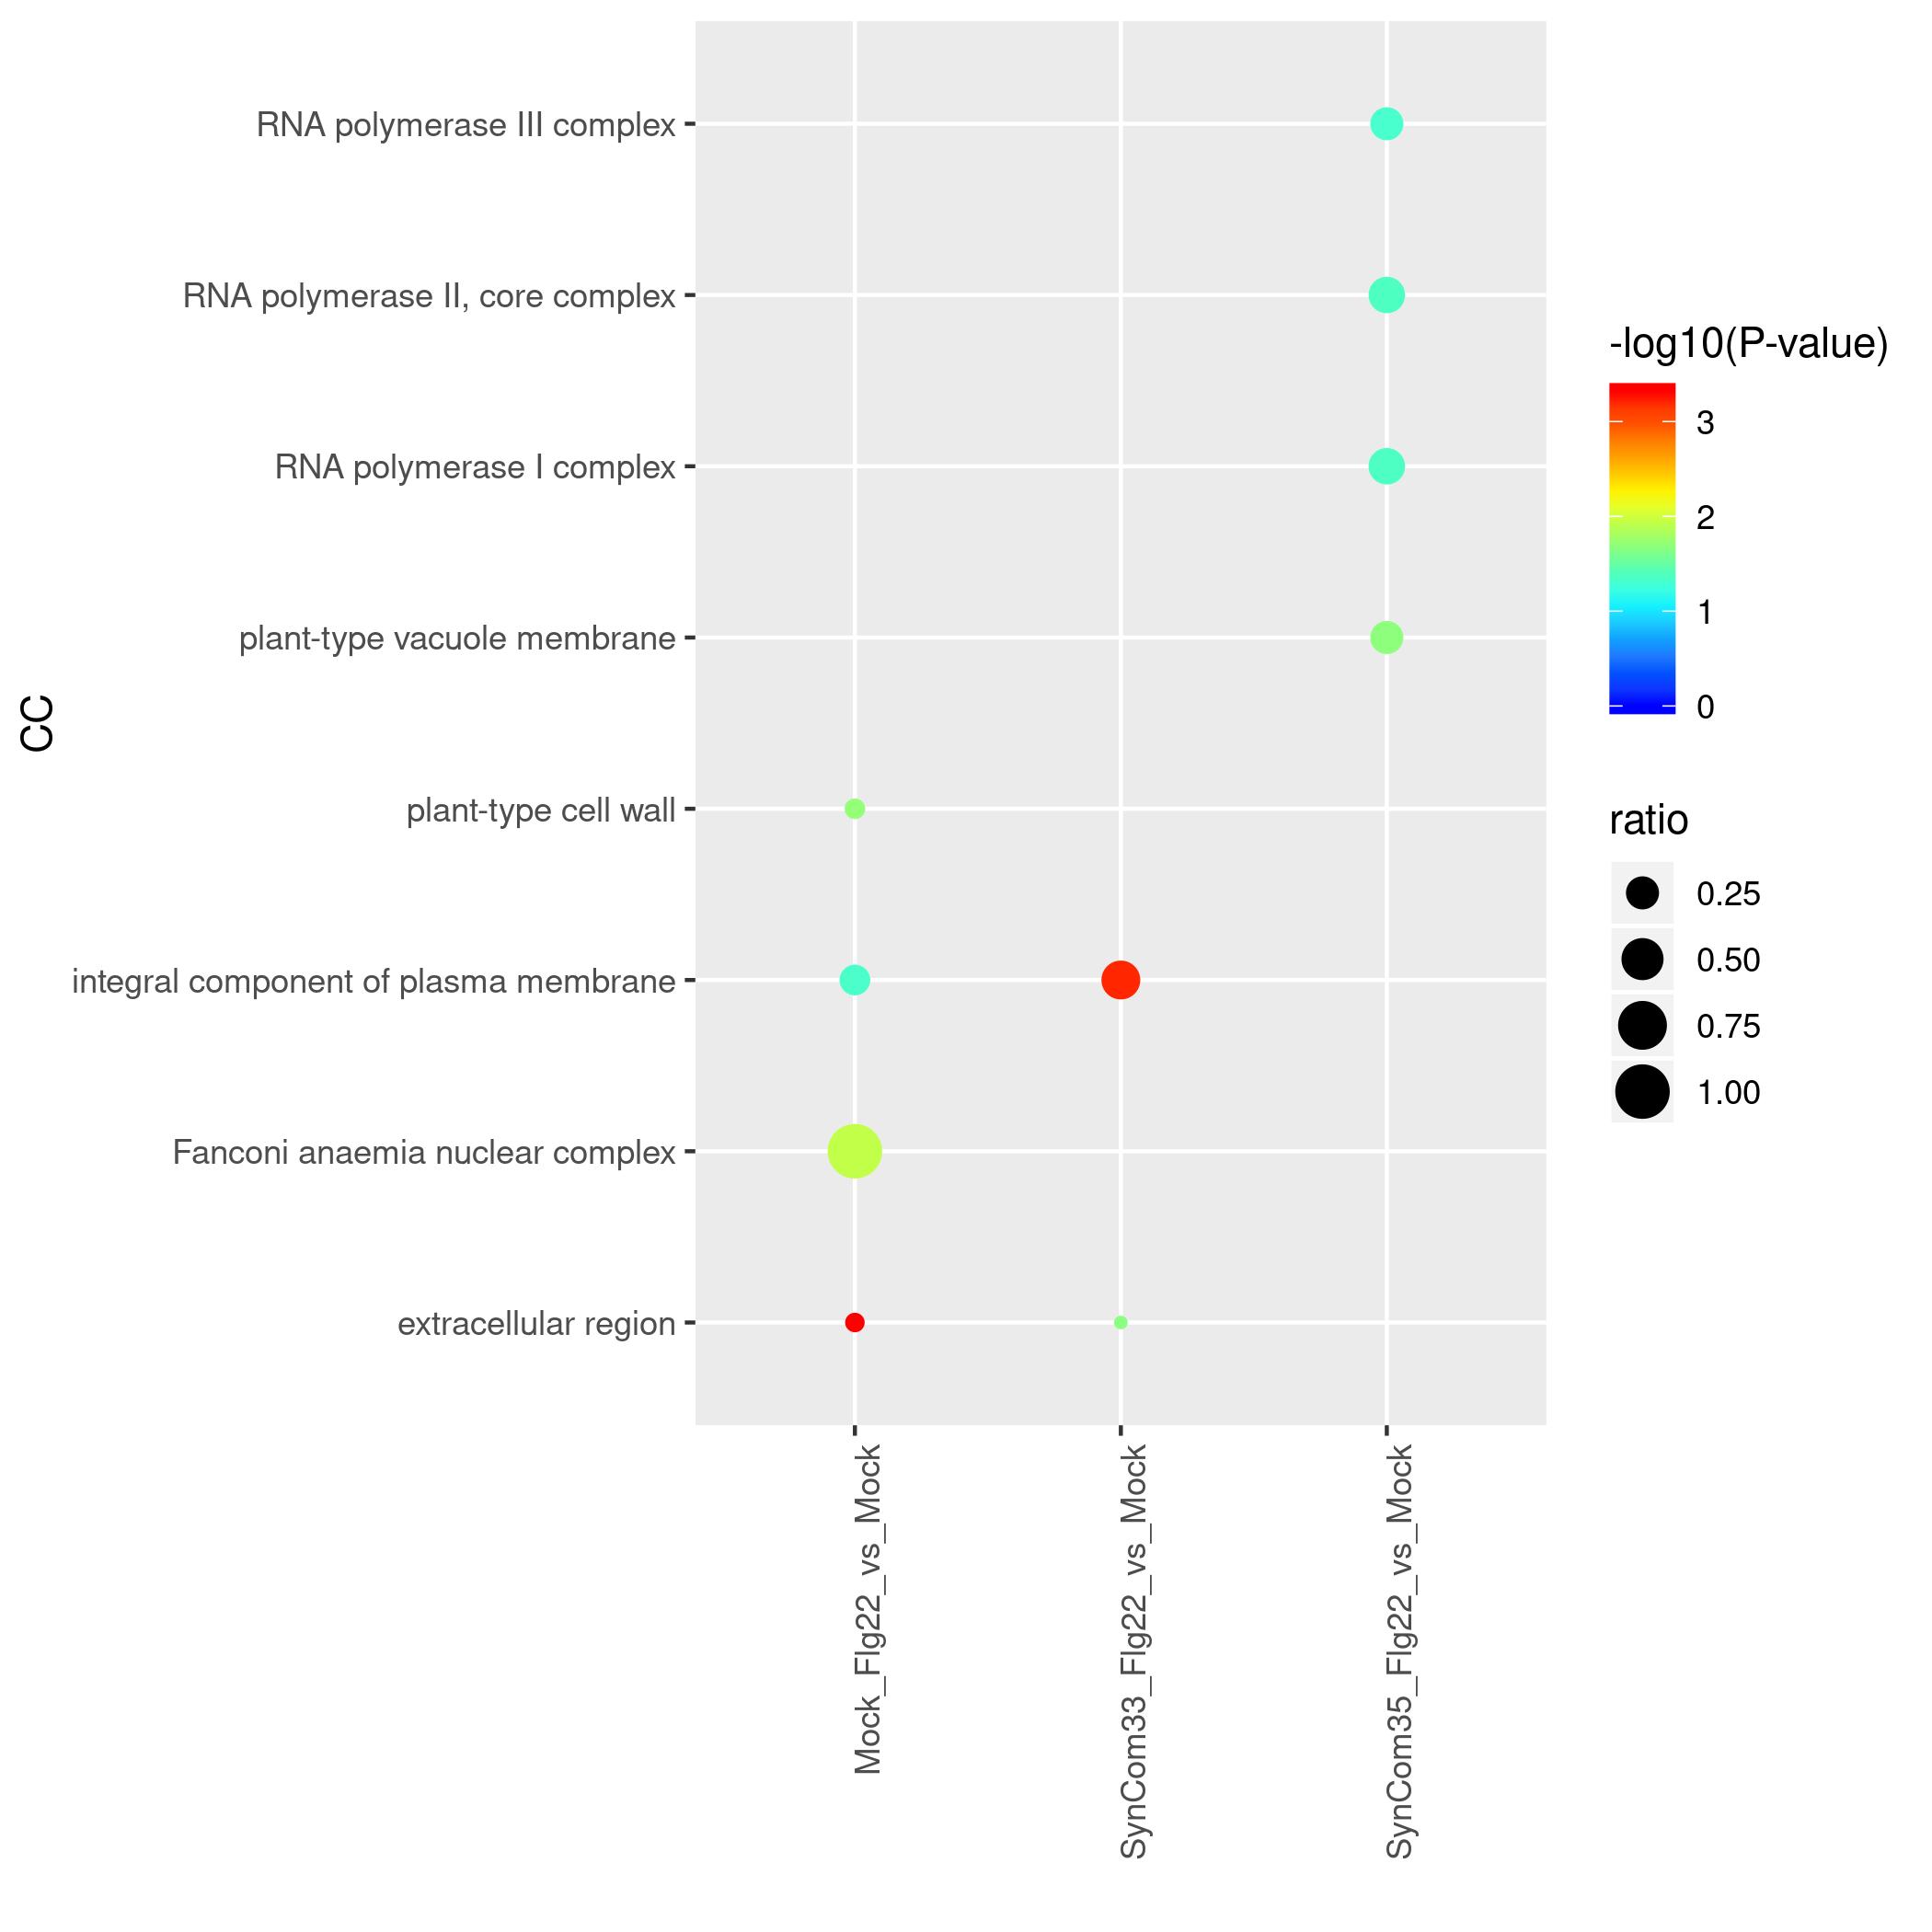 RNA polymerase III complex
RNA polymerase II, core complex
RNA polymerase I complex
plant-type vacuole membrane
plant-type cell wall
integral component of plasma membrane
Fanconi anaemia nuclear complex
extracellular region
CC
Mock_Flg22_vs_Mock
SynCom33_Flg22_vs_Mock
SynCom35_Flg22_vs_Mock
-log10(P-value)
3
2
1
0
ratio
0.25
0.50
0.75
1.00